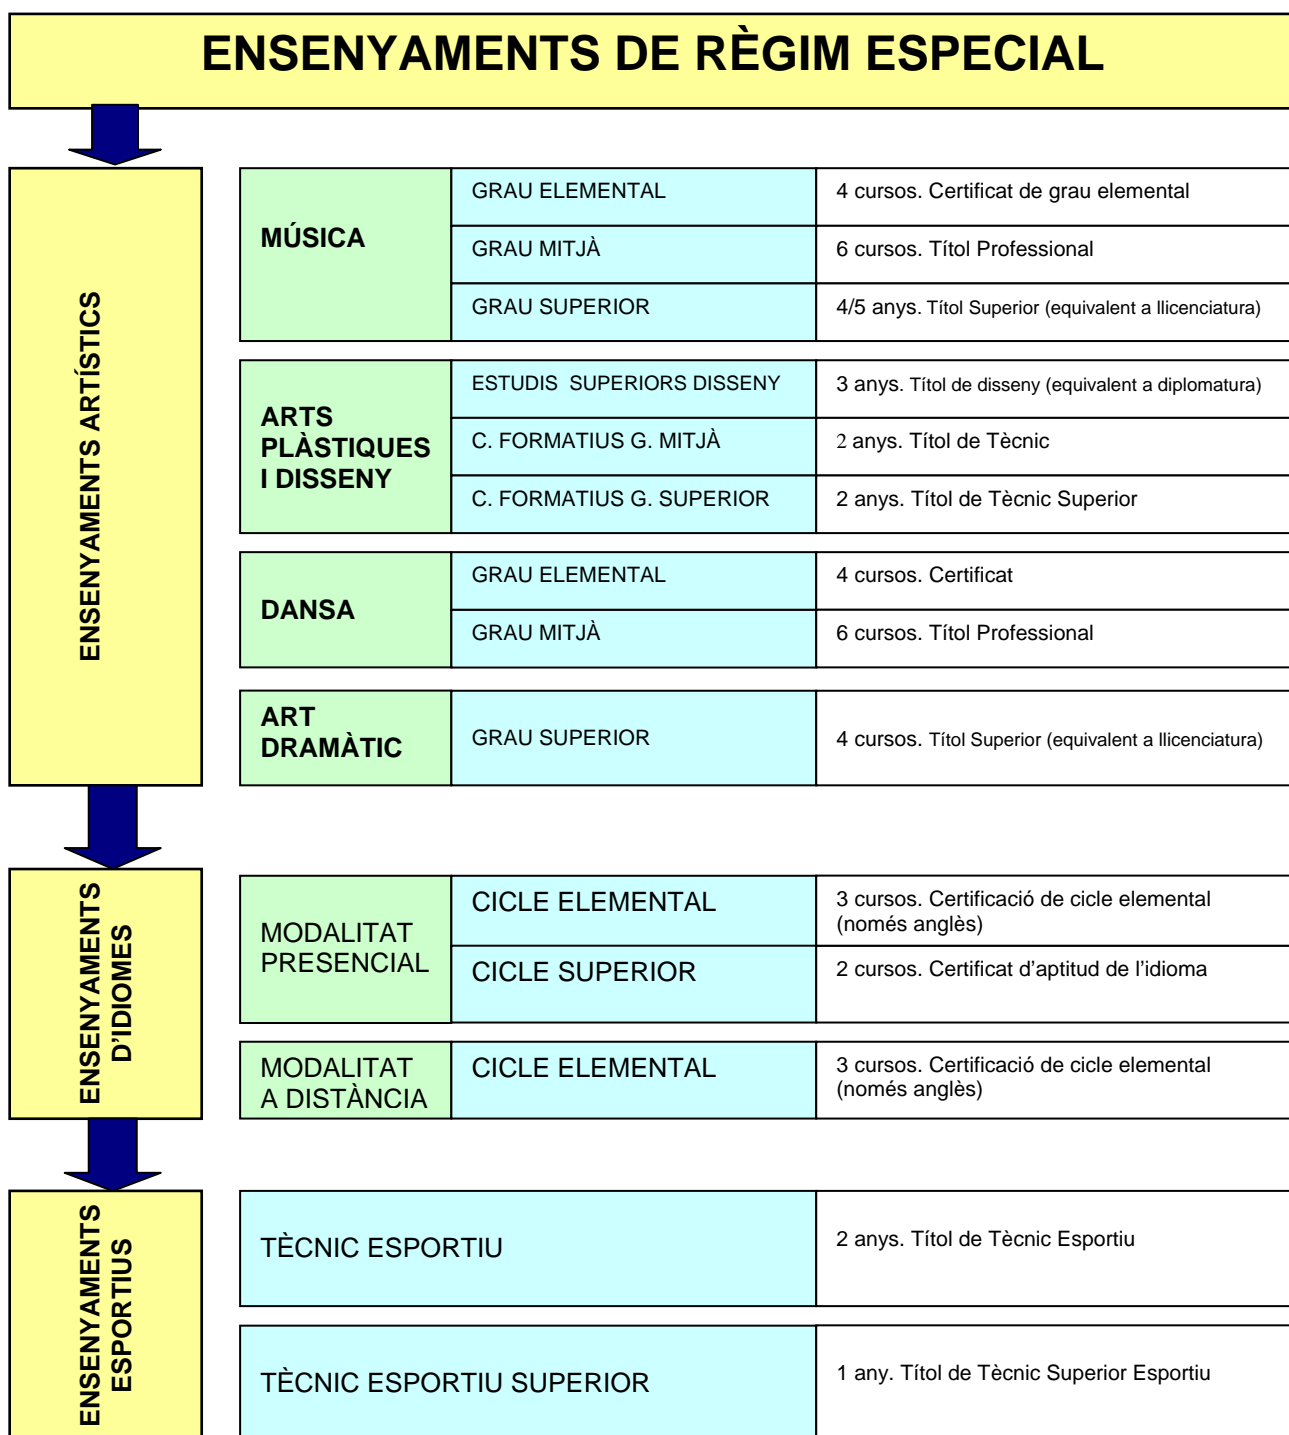 ENSENYAMENTS DE RÈGIM ESPECIAL
ENSENYAMENTS ARTÍSTICS
MÚSICA
GRAU ELEMENTAL
4 cursos. Certificat de grau elemental
GRAU MITJÀ
6 cursos. Títol Professional
GRAU SUPERIOR
4/5 anys. Títol Superior (equivalent a llicenciatura)
ARTS
PLÀSTIQUES
I DISSENY
ESTUDIS SUPERIORS DISSENY
3 anys. Títol de disseny (equivalent a diplomatura)
C. FORMATIUS G. MITJÀ
2 anys. Títol de Tècnic
C. FORMATIUS G. SUPERIOR
2 anys. Títol de Tècnic Superior
DANSA
GRAU ELEMENTAL
4 cursos. Certificat
GRAU MITJÀ
6 cursos. Títol Professional
ART
DRAMÀTIC
GRAU SUPERIOR
4 cursos. Títol Superior (equivalent a llicenciatura)
ENSENYAMENTS
D'IDIOMES
MODALITAT
PRESENCIAL
CICLE ELEMENTAL
3 cursos. Certificació de cicle elemental
(només anglès)
CICLE SUPERIOR
2 cursos. Certificat d'aptitud de l'idioma
MODALITAT
A DISTÀNCIA
CICLE ELEMENTAL
3 cursos. Certificació de cicle elemental
(només anglès)
ENSENYAMENTS
ESPORTIUS
TÈCNIC ESPORTIU
2 anys. Títol de Tècnic Esportiu
TÈCNIC ESPORTIU SUPERIOR
1 any. Títol de Tècnic Superior Esportiu